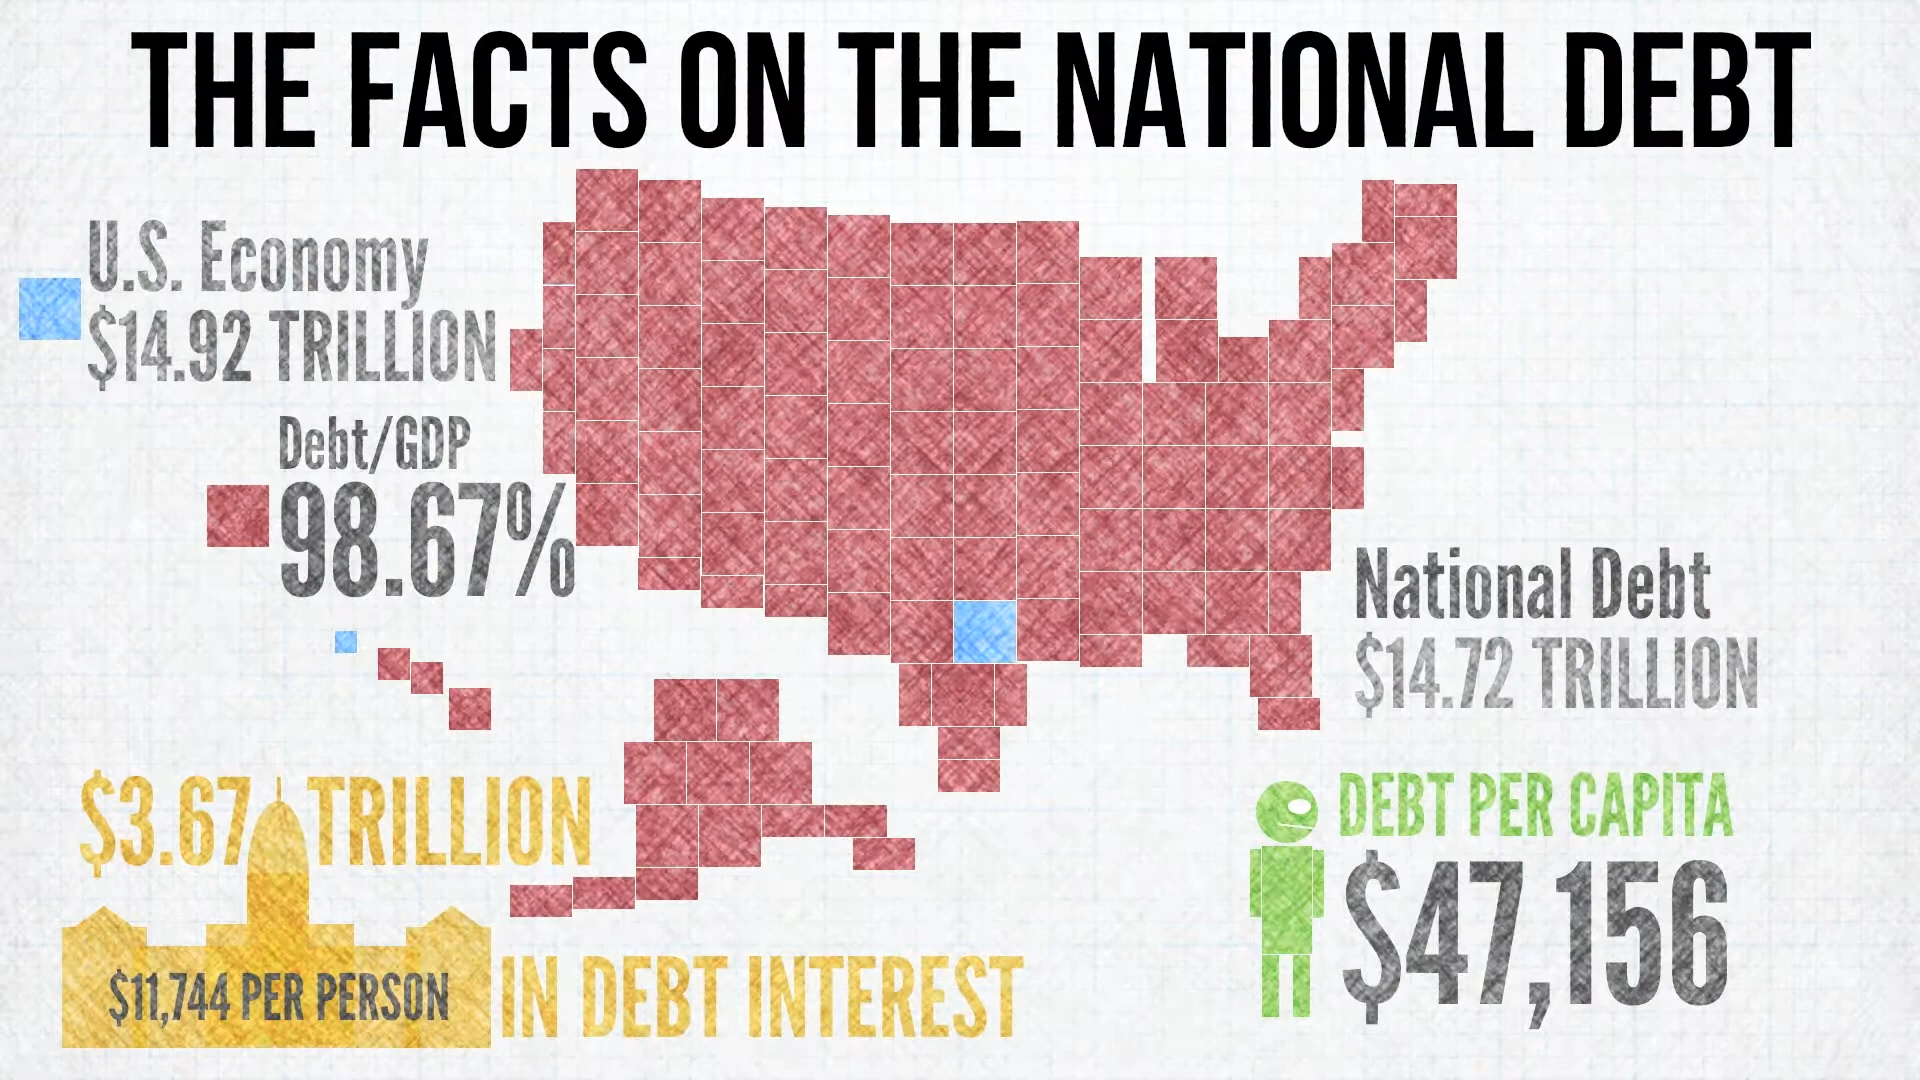 THE FACTS ON THE NATIONAL DEBT
U.S. Economy
$14.92 TRILLION
Debt/GDP
98.67%
National Debt
$14.72 TRILLION
$3.67 TRILLION
$11,744 PER PERSON
IN DEBT INTEREST
DEBT PER CAPITA
$47,156